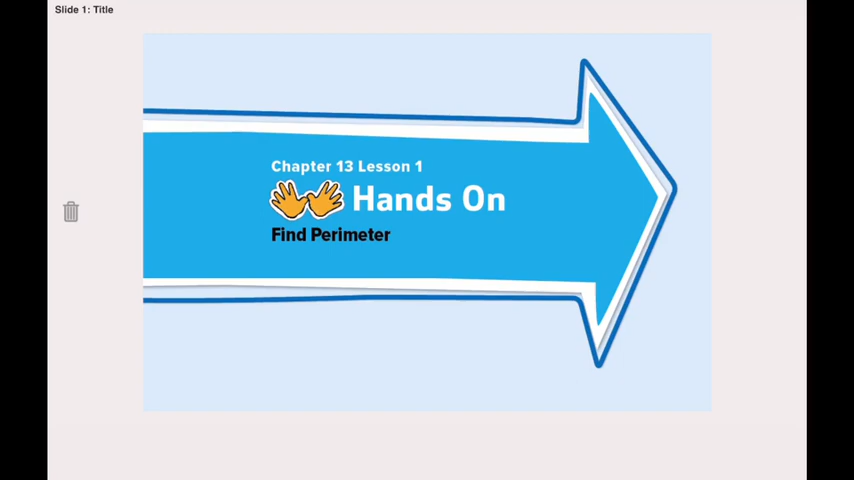 Slide 1: Title
Chapter 13 Lesson 1
Hands On
Find Perimeter